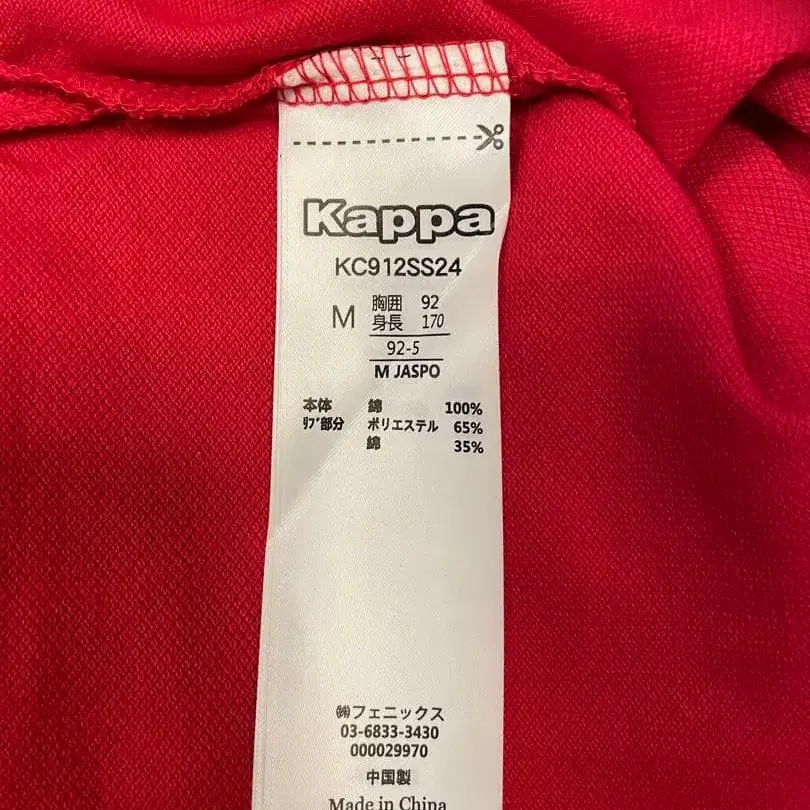 Kappa
KC912SS24
M 胸囲 92
身長 170
92-5
M JASPO
本体 綿 100%
ﾘﾌﾞ部分 ポリエステル 65%
綿 35%
㈱フェニックス
03-6833-3430
000029970
中国製
Made in China